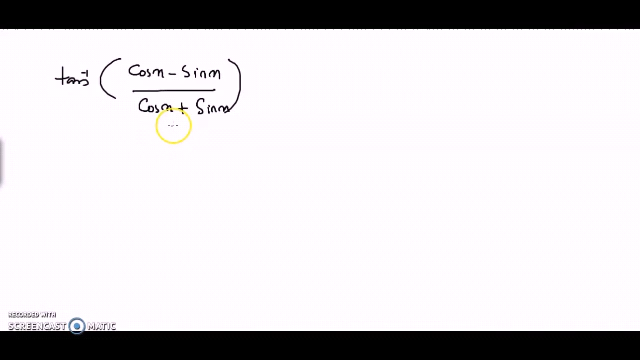 tan⁻¹ ( Cosx - Sinx
Cosx + Sinx )
RECORDED WITH
SCREENCAST MATIC